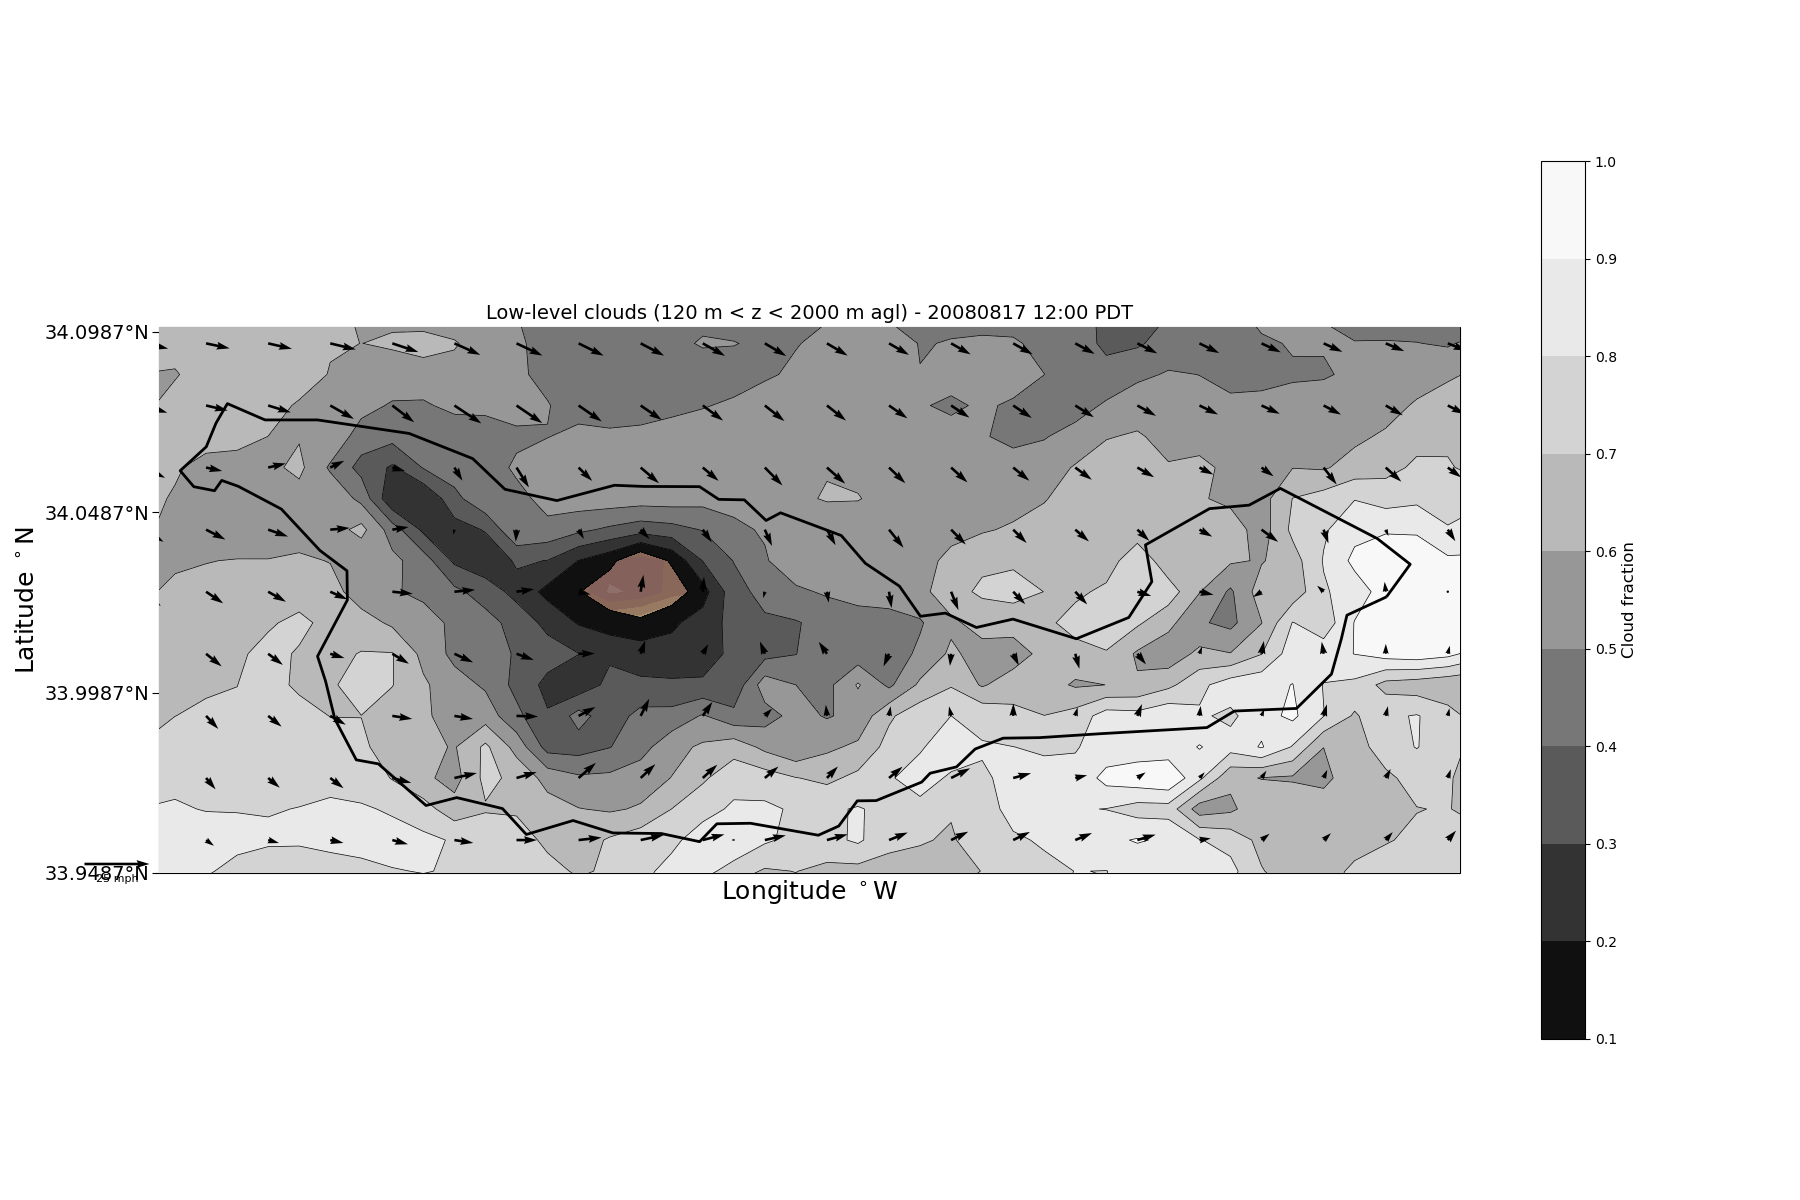 Low-level clouds (120 m < z < 2000 m agl) - 20080817 12:00 PDT
34.0987°N
34.0487°N
33.9987°N
33.9487°N
Latitude °N
Longitude °W
25 mph
1.0
0.9
0.8
0.7
0.6
0.5
0.4
0.3
0.2
0.1
Cloud fraction